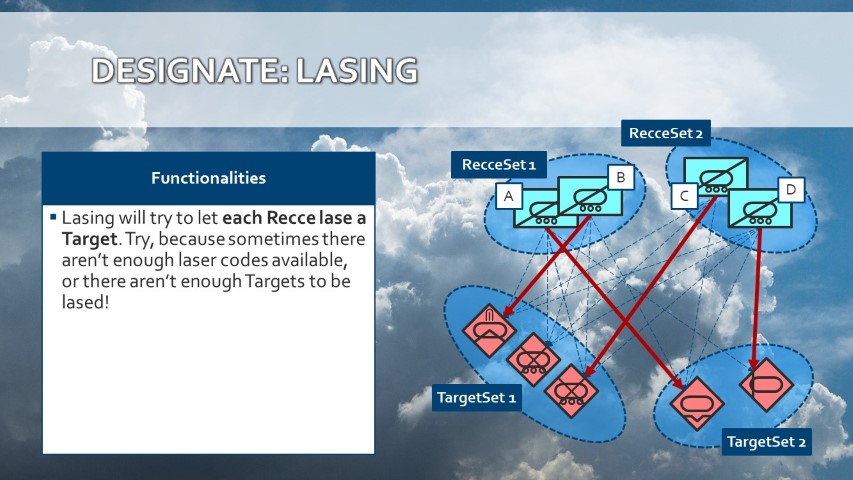 DESIGNATE: LASING
Functionalities
▪ Lasing will try to let each Recce lase a
Target. Try, because sometimes there
aren’t enough laser codes available,
or there aren’t enough Targets to be
lased!
RecceSet 1
RecceSet 2
A
B
C
D
TargetSet 1
TargetSet 2